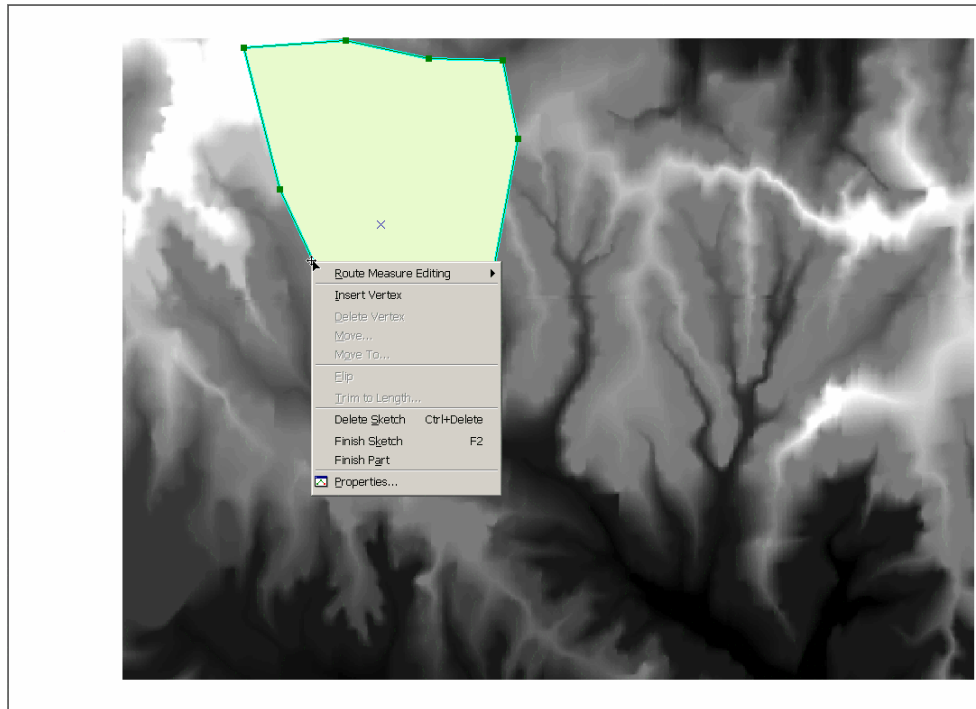 Route Measure Editing
Insert Vertex
Delete Vertex
Move...
Move To...
Flip
Trim to Length...
Delete Sketch Ctrl+Delete
Finish Sketch F2
Finish Part
Properties...